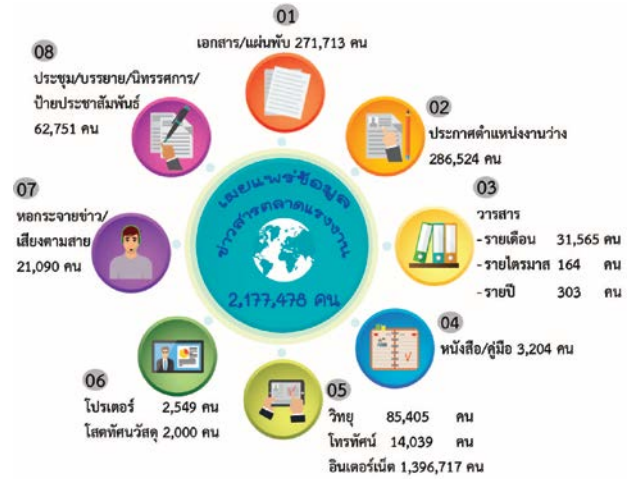 01
เอกสาร/แผ่นพับ 271,713 คน
02
ประกาศตำแหน่งงานว่าง
286,524 คน
03
วารสาร
-รายเดือน 31,565 คน
-รายไตรมาส 164 คน
-รายปี 303 คน
04
หนังสือ/คู่มือ 3,204 คน
05
วิทยุ 85,405 คน
โทรทัศน์ 14,039 คน
อินเตอร์เน็ต 1,396,717 คน
06
โปรเตอร์ 2,549 คน
โสตทัศนวัสดุ 2,000 คน
07
หอกระจายข่าว/
เสียงตามสาย
21,090 คน
08
ประชุม/บรรยาย/นิทรรศการ/
ป้ายประชาสัมพันธ์
62,751 คน
เผยแพร่ข้อมูล
ข่าวสารตลาดแรงงาน
2,177,478 คน